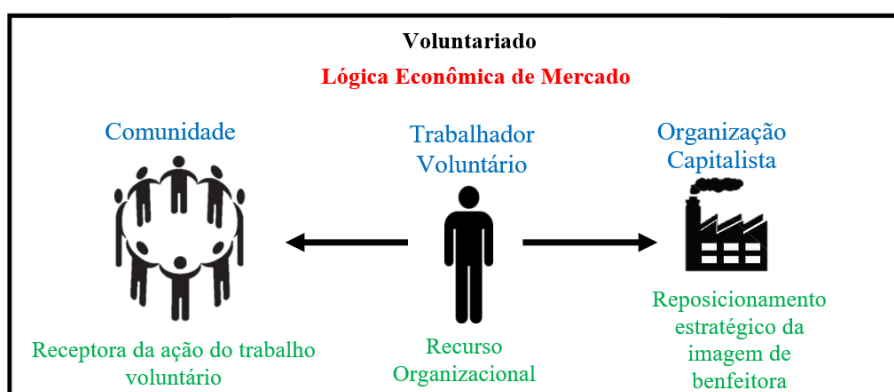 Voluntariado
Lógica Econômica de Mercado
Comunidade
Receptora da ação do trabalho
voluntário
Trabalhador
Voluntário
Recurso
Organizacional
Organização
Capitalista
Reposicionamento
estratégico da
imagem de
benfeitora